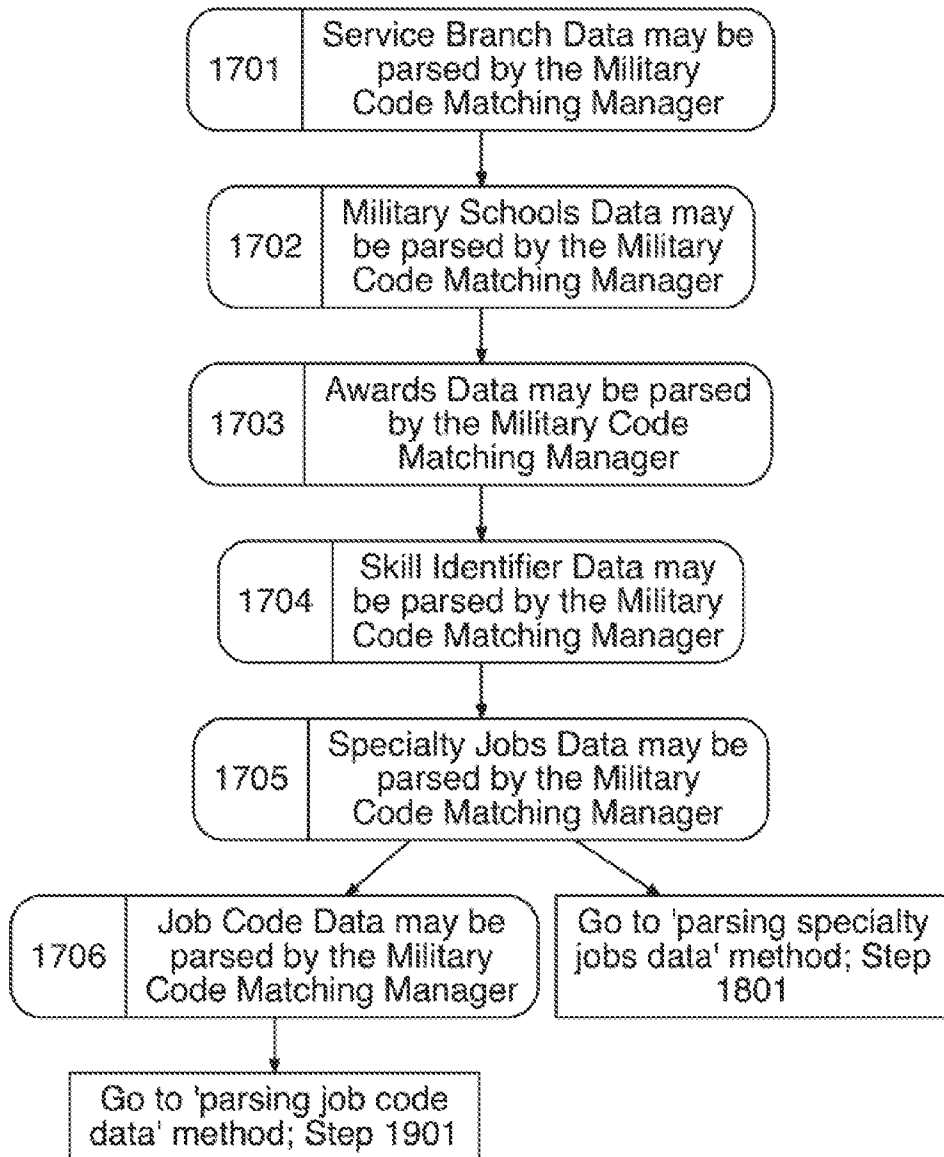 1701
Service Branch Data may be
parsed by the Military
Code Matching Manager
1702
Military Schools Data may
be parsed by the Military
Code Matching Manager
1703
Awards Data may be parsed
by the Military Code
Matching Manager
1704
Skill Identifier Data may
be parsed by the Military
Code Matching Manager
1705
Specialty Jobs Data may be
parsed by the Military
Code Matching Manager
1706
Job Code Data may be
parsed by the Military
Code Matching Manager
Go to 'parsing specialty
jobs data' method; Step
1801
Go to 'parsing job code
data' method; Step 1901